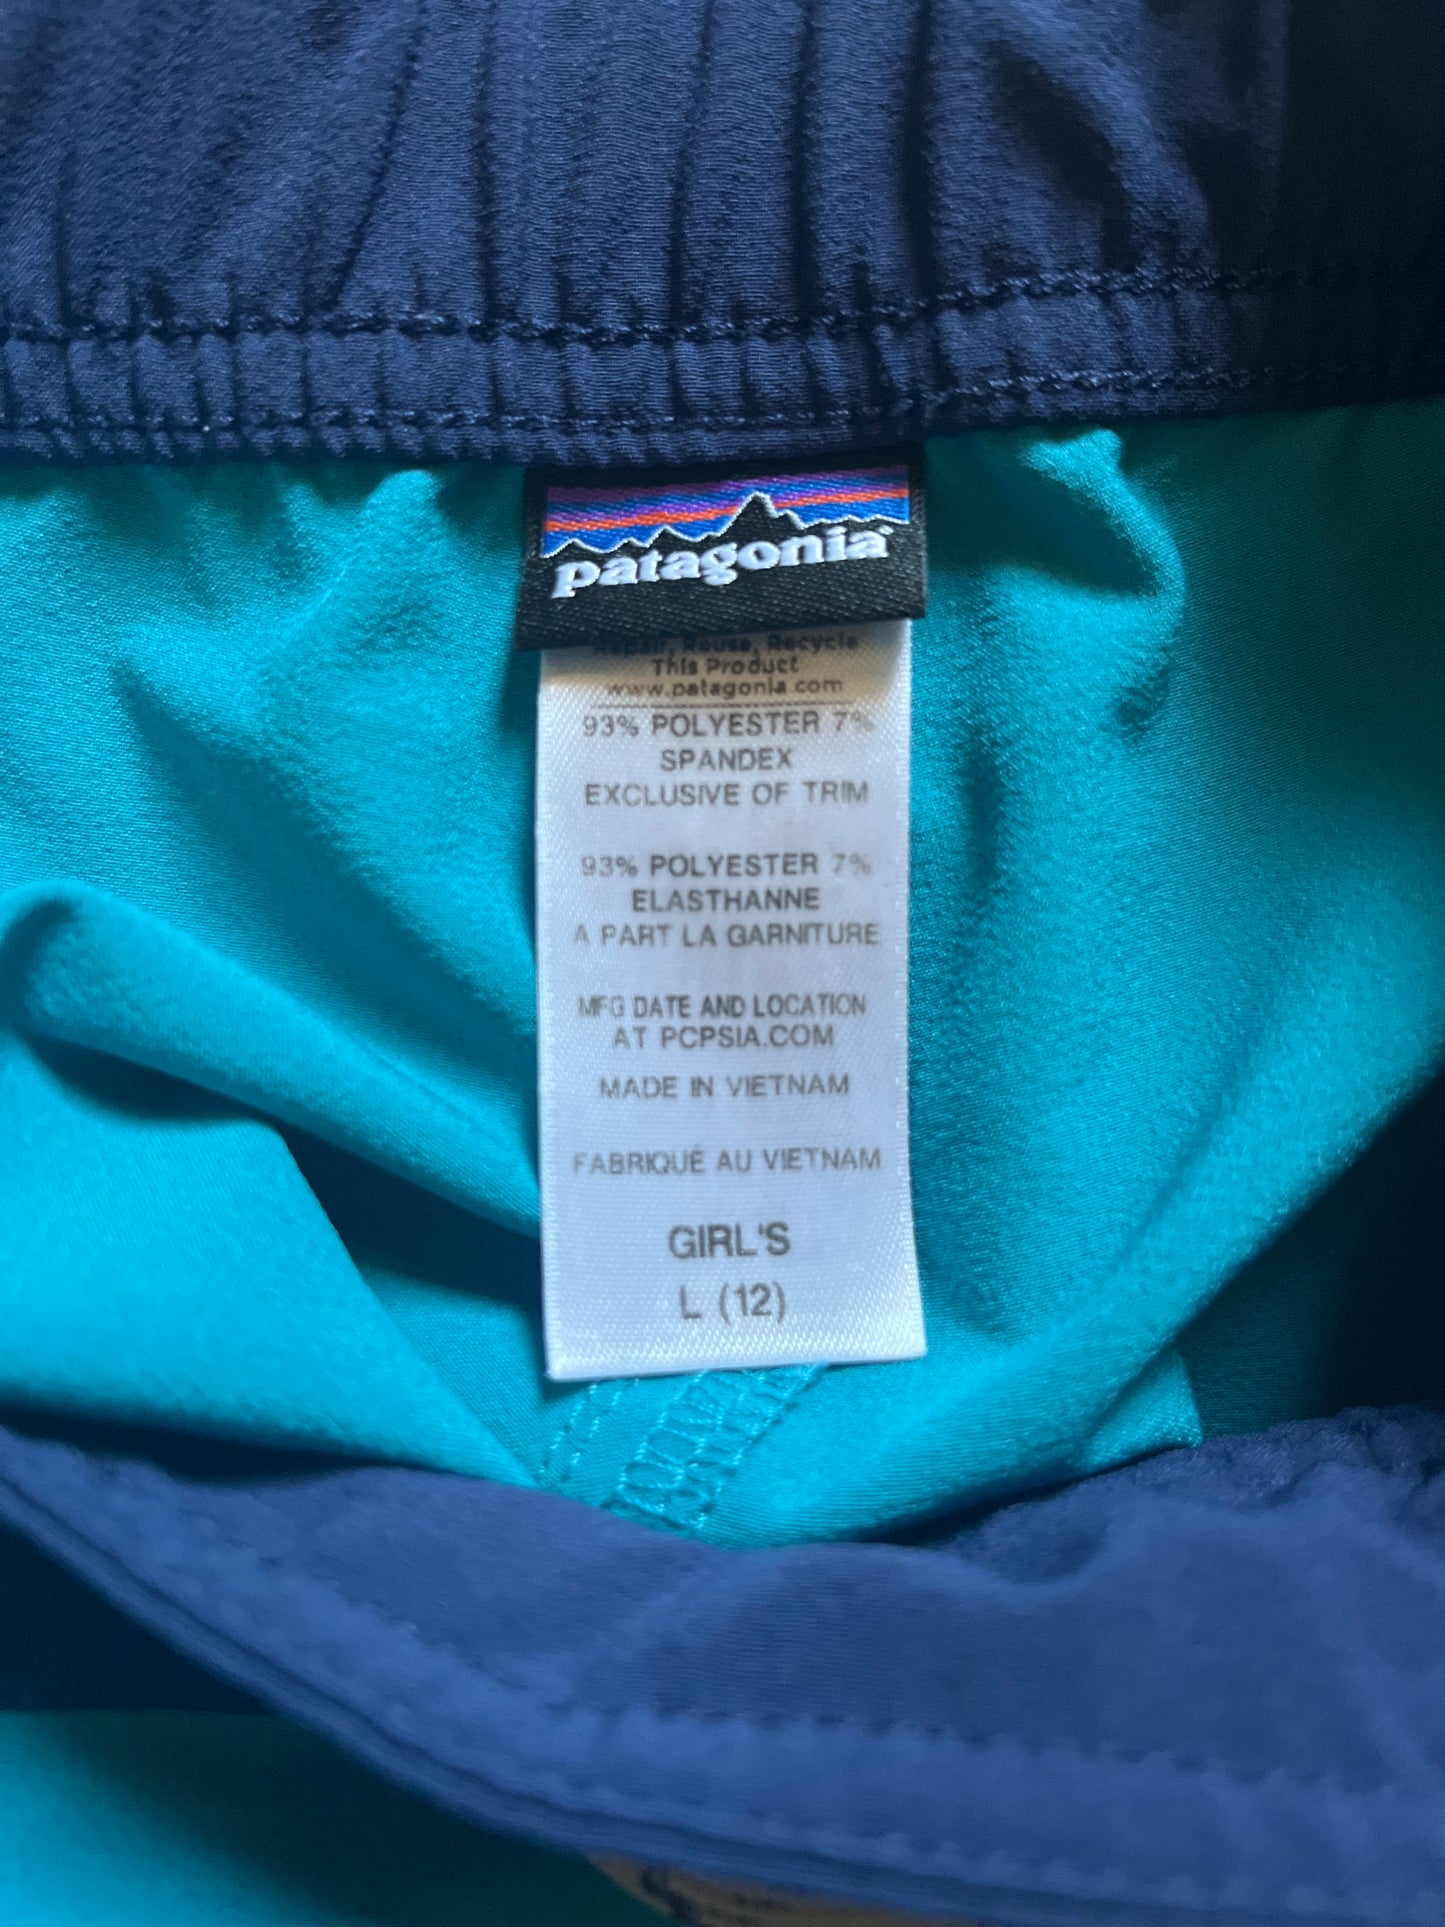 patagonia
Repair, Reuse, Recycle
This Product
www.patagonia.com
93% POLYESTER 7%
SPANDEX
EXCLUSIVE OF TRIM
93% POLYESTER 7%
ELASTHANNE
A PART LA GARNITURE
MFG DATE AND LOCATION
AT PCPSIA.COM
MADE IN VIETNAM
FABRIQUÉ AU VIETNAM
GIRL'S
L (12)